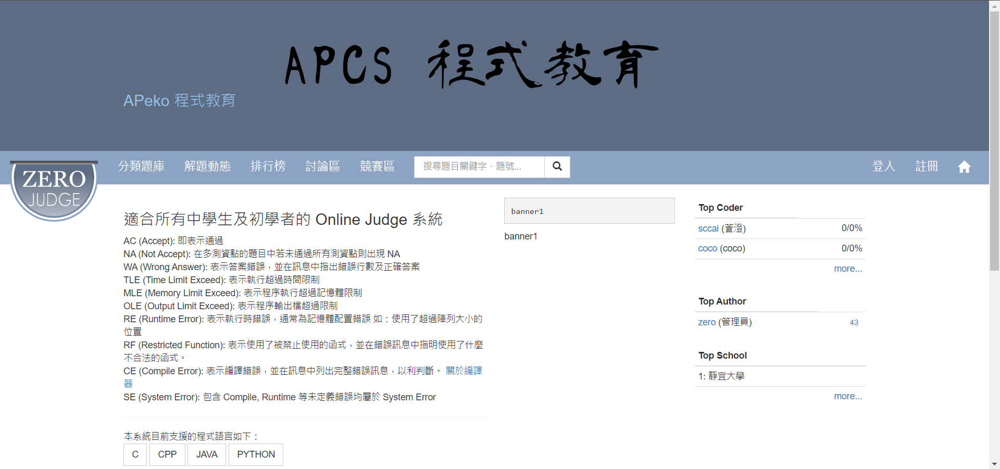 APCS 程式教育
APeko 程式教育
ZERO
JUDGE
分類題庫 解題動態 排行榜 討論區 競賽區 搜尋題目關鍵字、題號... 登入 註冊
適合所有中學生及初學者的 Online Judge 系統
AC (Accept): 即表示通過
NA (Not Accept): 在多測資點的題目中若未通過所有測資點則出現 NA
WA (Wrong Answer): 表示答案錯誤，並在訊息中指出錯誤行數及正確答案
TLE (Time Limit Exceed): 表示執行超過時間限制
MLE (Memory Limit Exceed): 表示程序執行超過記憶體限制
OLE (Output Limit Exceed): 表示程序輸出檔超過限制
RE (Runtime Error): 表示執行時錯誤，通常為記憶體配置錯誤 如：使用了超過陣列大小的
位置
RF (Restricted Function): 表示使用了被禁止使用的函式，並在錯誤訊息中指明使用了什麼
不合法的函式。
CE (Compile Error): 表示編譯錯誤，並在訊息中列出完整錯誤訊息，以利判斷。 關於編譯
器
SE (System Error): 包含 Compile, Runtime 等未定義錯誤均屬於 System Error
本系統目前支援的程式語言如下：
C CPP JAVA PYTHON
banner1
banner1
Top Coder
sccai (蒼澄) 0/0%
coco (coco) 0/0%
more...
Top Author
zero (管理員) 43
Top School
1: 靜宜大學
more...